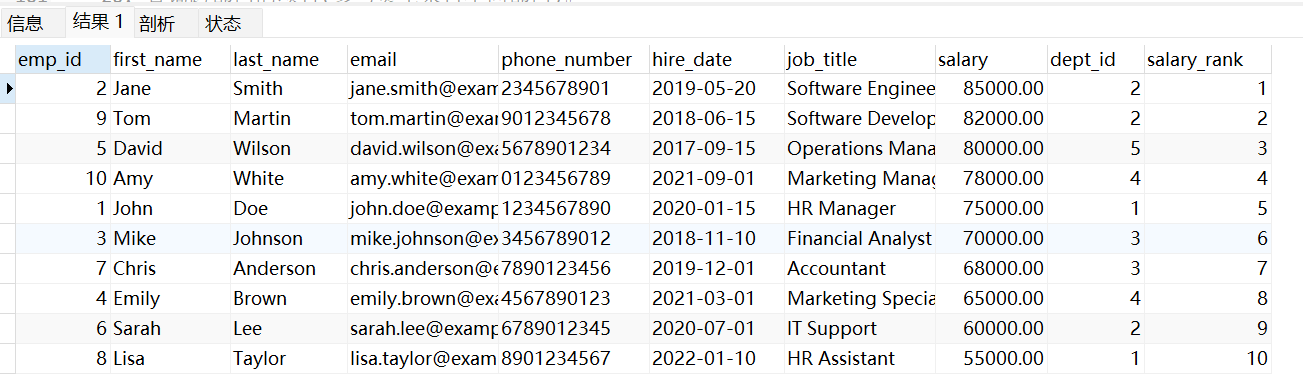 信息 结果 1 剖析 状态
emp_id first_name last_name email phone_number hire_date job_title salary dept_id salary_rank
2 Jane Smith jane.smith@exam 2345678901 2019-05-20 Software Enginee 85000.00 2 1
9 Tom Martin tom.martin@exa 9012345678 2018-06-15 Software Develop 82000.00 2 2
5 David Wilson david.wilson@exa 5678901234 2017-09-15 Operations Mana 80000.00 5 3
10 Amy White amy.white@exam 0123456789 2021-09-01 Marketing Manag 78000.00 4 4
1 John Doe john.doe@examp 1234567890 2020-01-15 HR Manager 75000.00 1 5
3 Mike Johnson mike.johnson@ex 3456789012 2018-11-10 Financial Analyst 70000.00 3 6
7 Chris Anderson chris.anderson@e 7890123456 2019-12-01 Accountant 68000.00 3 7
4 Emily Brown emily.brown@exa 4567890123 2021-03-01 Marketing Specia 65000.00 4 8
6 Sarah Lee sarah.lee@examp 6789012345 2020-07-01 IT Support 60000.00 2 9
8 Lisa Taylor lisa.taylor@exam 8901234567 2022-01-10 HR Assistant 55000.00 1 10